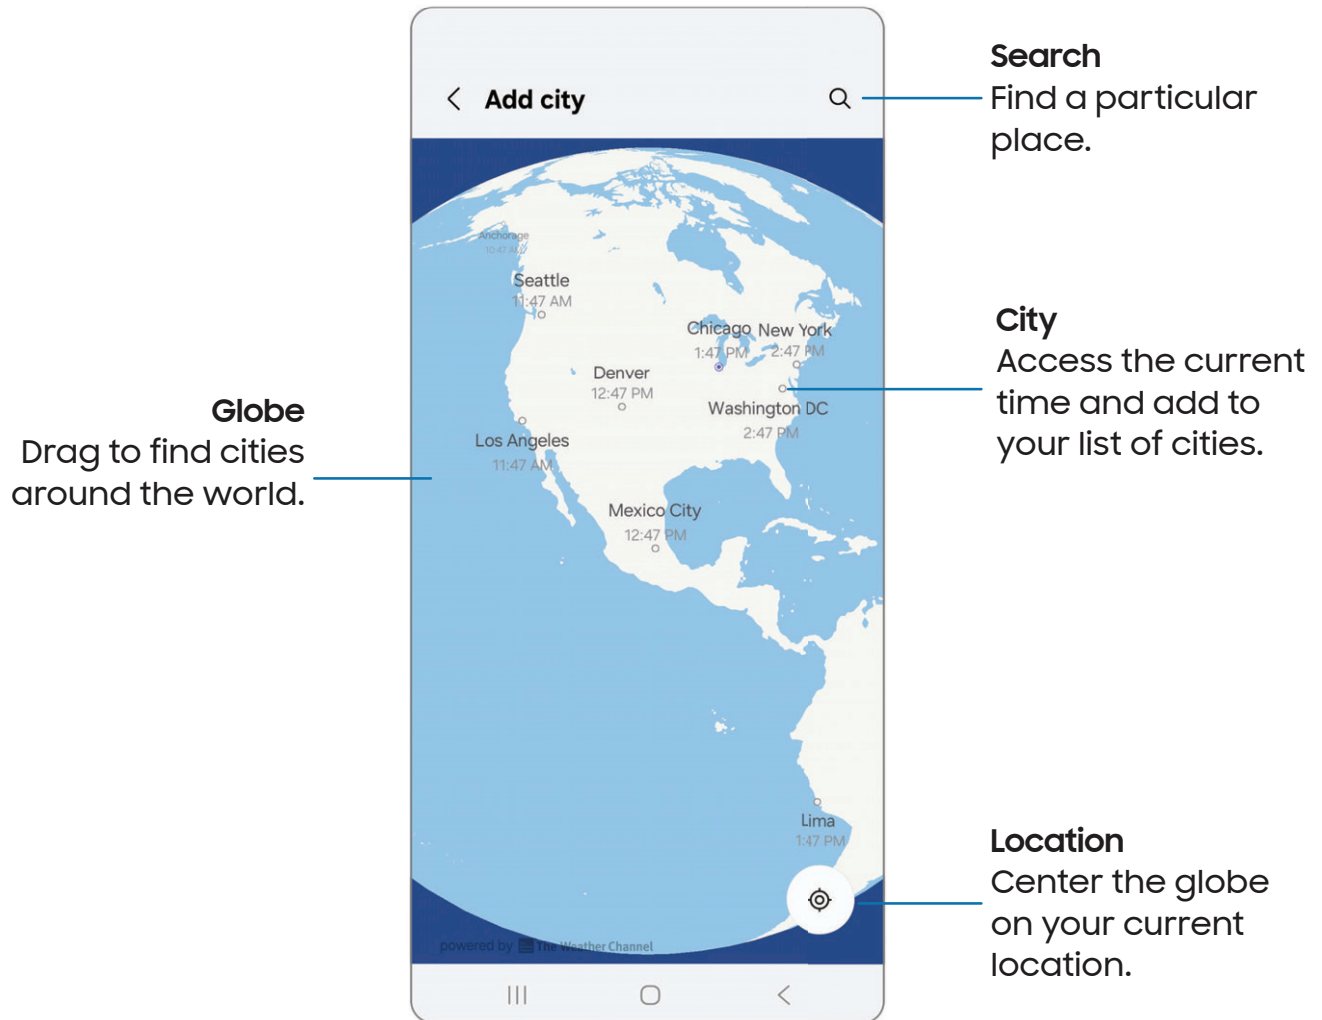 Add city
Search
Find a particular
place.
Anchorage
10:47 AM
Seattle
11:47 AM
Chicago
1:47 PM
New York
2:47 PM
City
Access the current
time and add to
your list of cities.
Denver
12:47 PM
Washington DC
2:47 PM
Globe
Drag to find cities
around the world.
Los Angeles
11:47 AM
Mexico City
12:47 PM
Lima
1:47 PM
Location
Center the globe
on your current
location.
powered by The Weather Channel